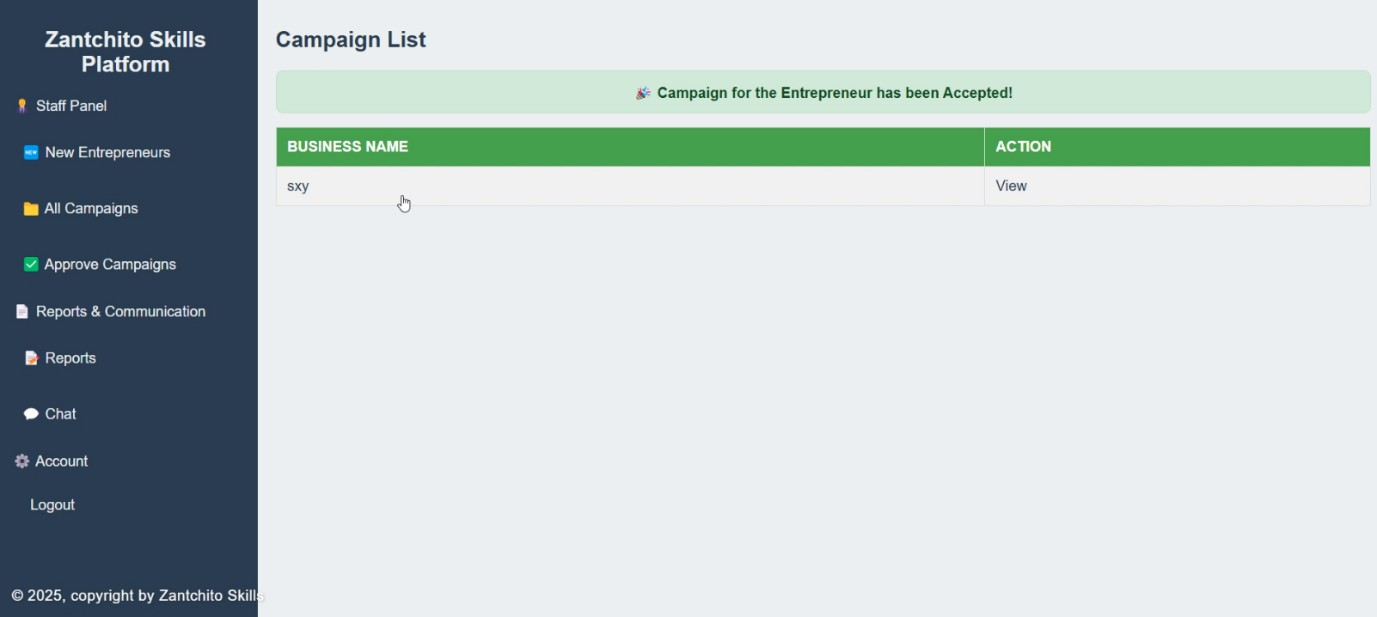 Zantchito Skills
Platform
Staff Panel
NEW New Entrepreneurs
All Campaigns
Approve Campaigns
Reports & Communication
Reports
Chat
Account
Logout
© 2025, copyright by Zantchito Skills
Campaign List
Campaign for the Entrepreneur has been Accepted!
BUSINESS NAME ACTION
sxy View